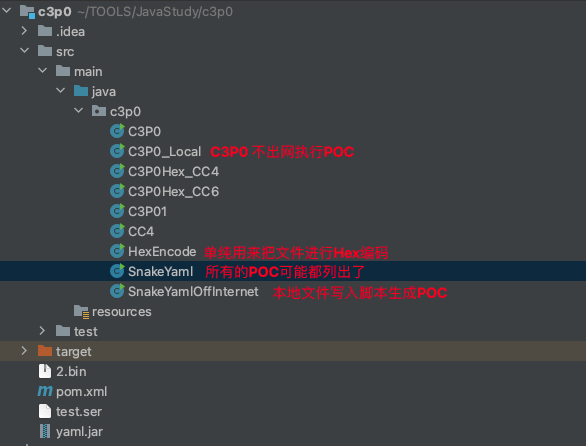 c3p0 ~/TOOLS/JavaStudy/c3p0
.idea
src
main
java
c3p0
C3P0
C3P0_Local C3P0 不出网执行POC
C3P0Hex_CC4
C3P0Hex_CC6
C3P01
CC4
HexEncode 单纯用来把文件进行Hex编码
SnakeYaml 所有的POC可能都列出了
SnakeYamlOffInternet 本地文件写入脚本生成POC
resources
test
target
2.bin
pom.xml
test.ser
yaml.jar